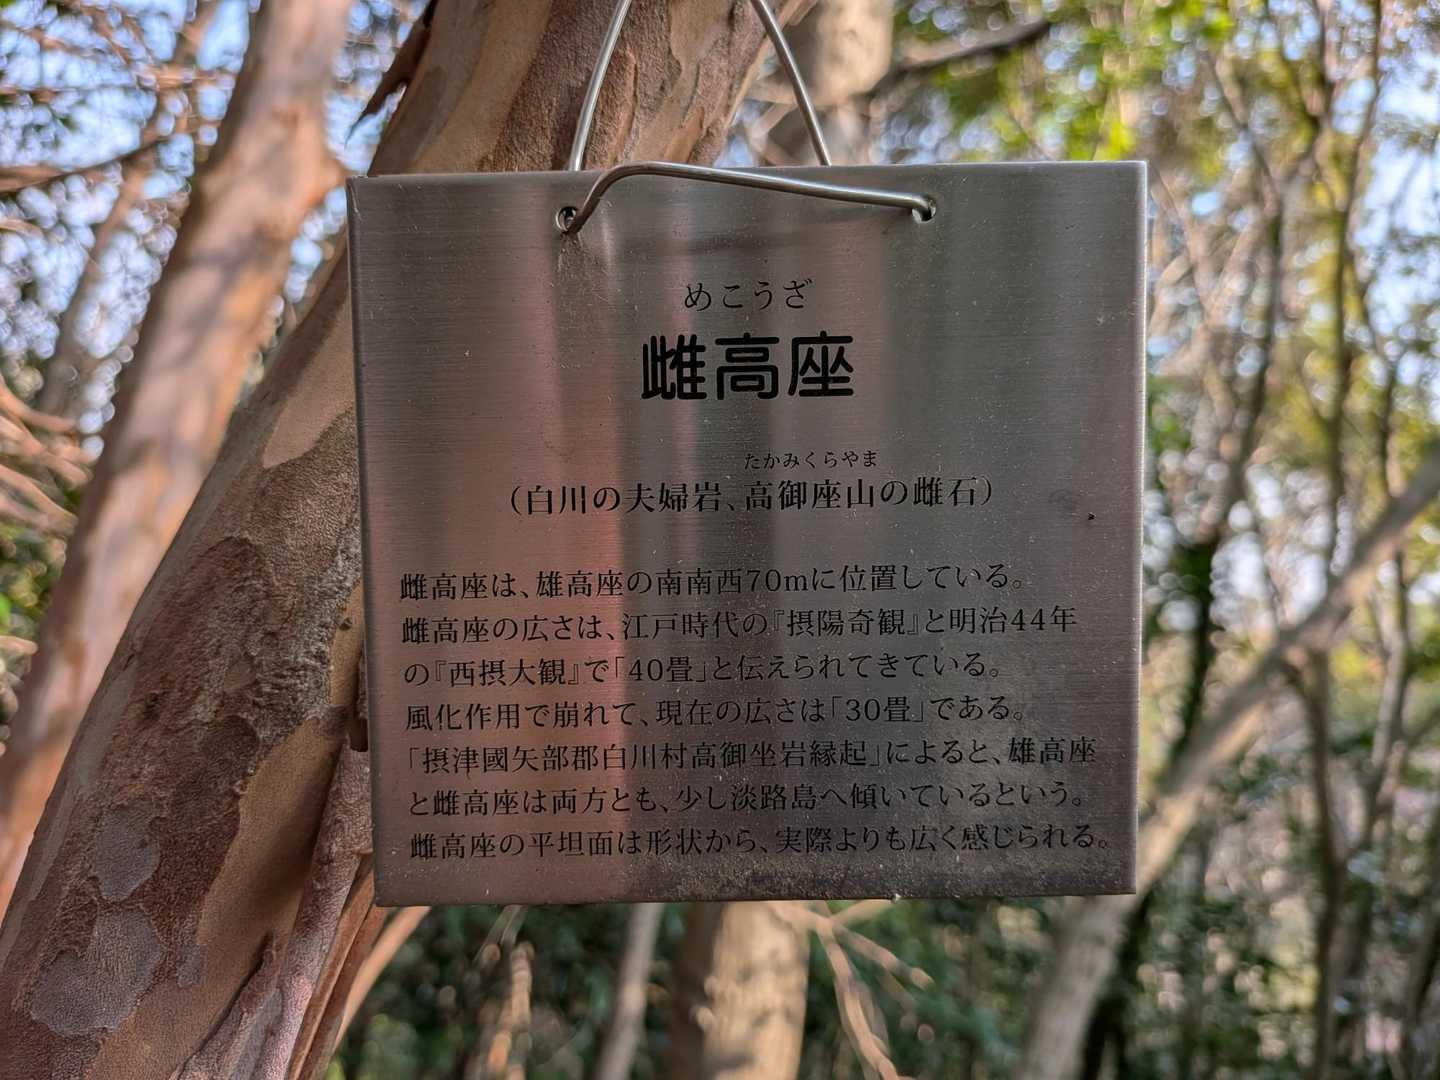 めこうざ
雌高座
たかみくらやま
（白川の夫婦岩、高御座山の雌石）
雌高座は、雄高座の南南西70mに位置している。
雌高座の広さは、江戸時代の『摂陽奇観』と明治44年
の『西摂大観』で「40畳」と伝えられてきている。
風化作用で崩れて、現在の広さは「30畳」である。
「摂津國矢部郡白川村高御坐岩縁起」によると、雄高座
と雌高座は両方とも、少し淡路島へ傾いているという。
雌高座の平坦面は形状から、実際よりも広く感じられる。